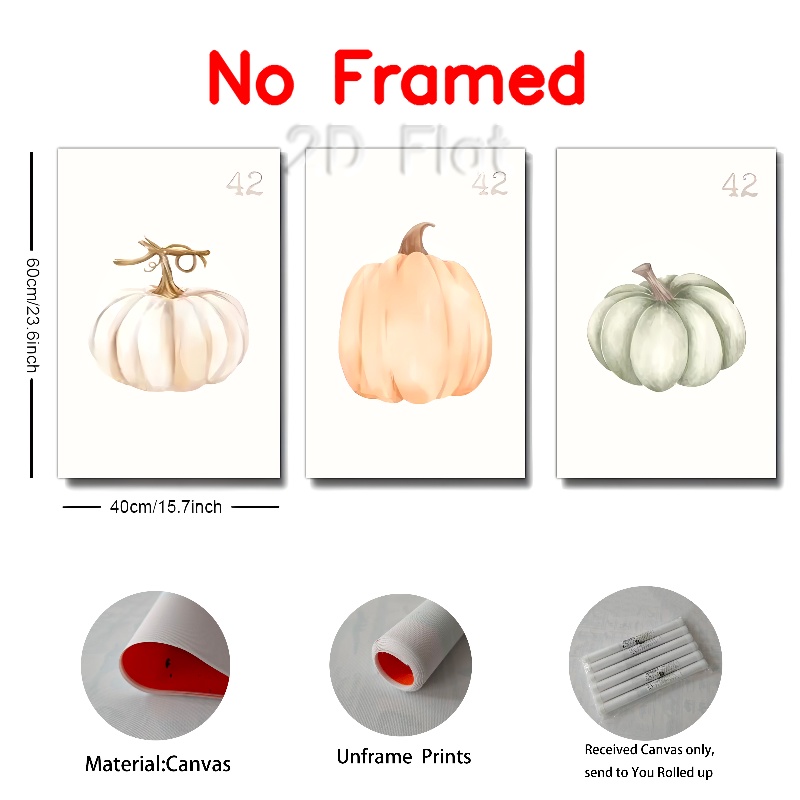 No Framed
2D Flat
42
42
42
60cm/23.6inch
40cm/15.7inch
Material:Canvas
Unframe Prints
Received Canvas only,
send to You Rolled up